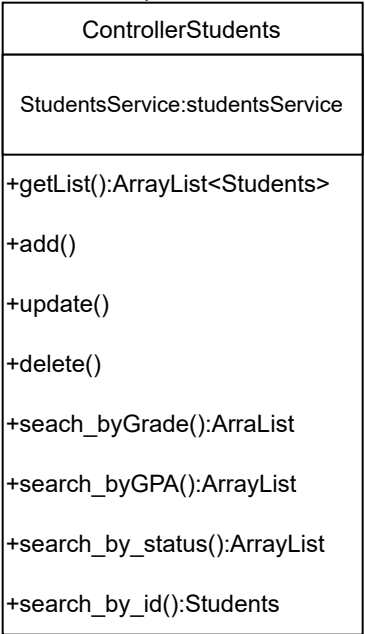 ControllerStudents
StudentsService:studentsService
+getList():ArrayList<Students>
+add()
+update()
+delete()
+seach_byGrade():ArraList
+search_byGPA():ArrayList
+search_by_status():ArrayList
+search_by_id():Students